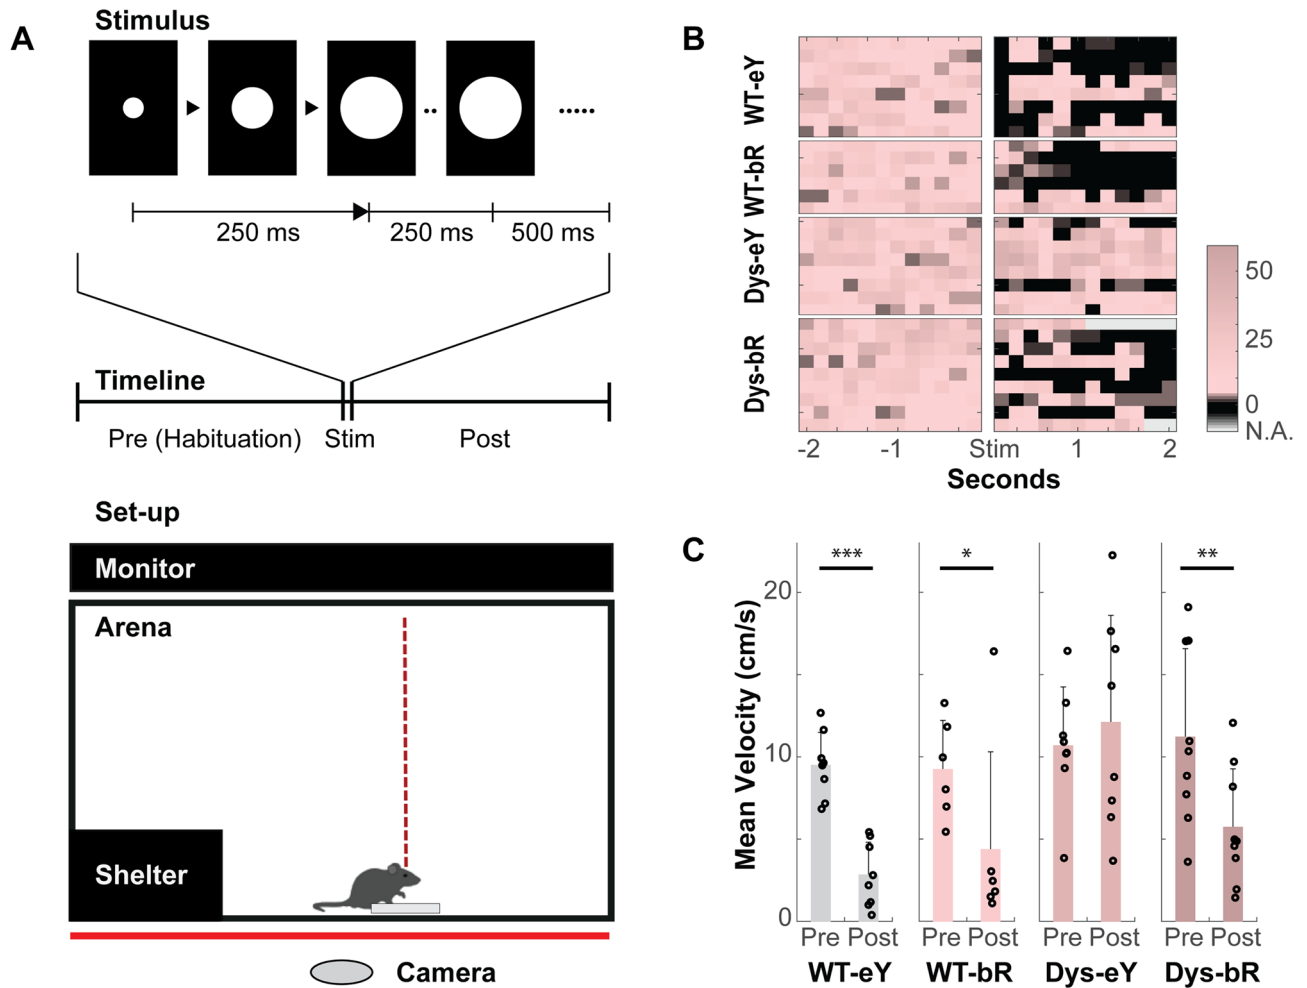 A
Stimulus
250 ms
250 ms
500 ms
Timeline
Pre (Habituation)
Stim
Post
Set-up
Monitor
Arena
Shelter
Camera
B
WT-eY
WT-bR
Dys-eY
Dys-bR
-2
-1
Stim
1
2
Seconds
50
25
0
N.A.
C
Mean Velocity (cm/s)
20
10
0
***
*
**
Pre Post
Pre Post
Pre Post
Pre Post
WT-eY
WT-bR
Dys-eY
Dys-bR